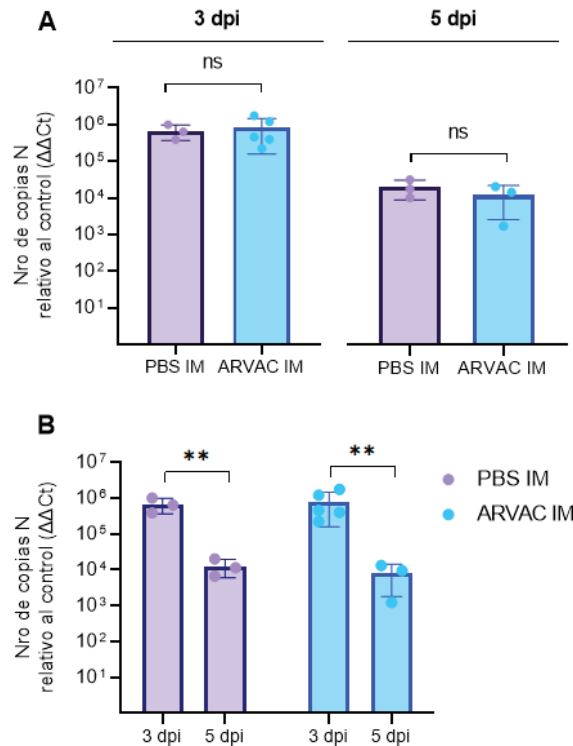 A
3 dpi
5 dpi
Nro de copias N
relativo al control (ΔΔCt)
10⁷
10⁶
10⁵
10⁴
10³
10²
10¹
ns
ns
PBS IM
ARVAC IM
PBS IM
ARVAC IM
B
Nro de copias N
relativo al control (ΔΔCt)
10⁷
10⁶
10⁵
10⁴
10³
10²
10¹
**
**
PBS IM
ARVAC IM
3 dpi
5 dpi
3 dpi
5 dpi